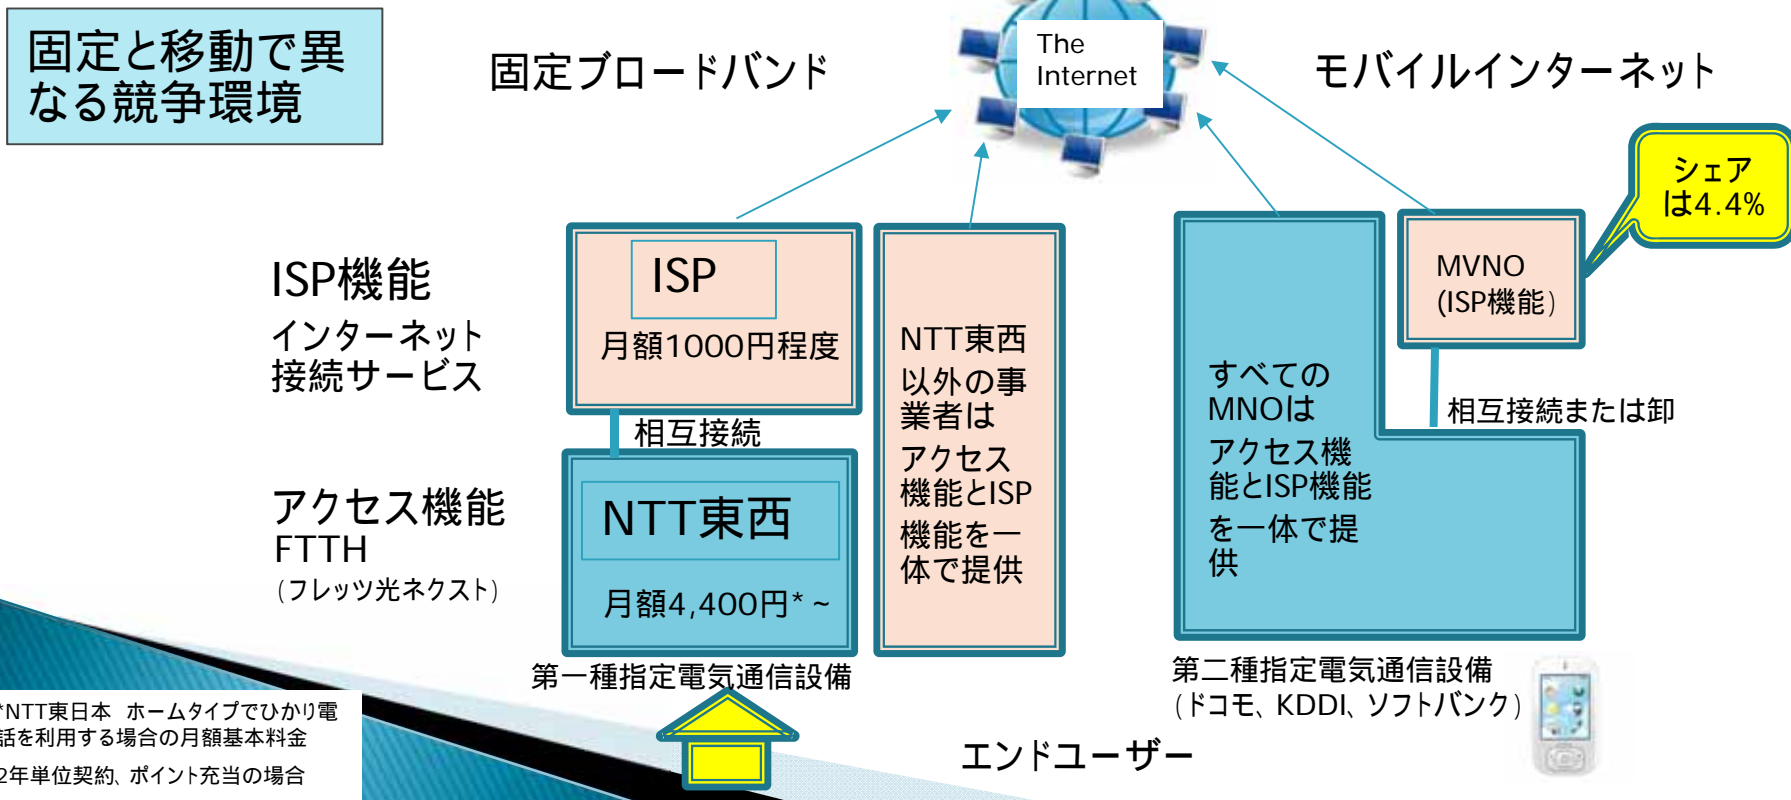 固定と移動で異
なる競争環境
固定ブロードバンド
The
Internet
モバイルインターネット
シェア
は4.4%
ISP機能
インターネット
接続サービス
ISP
月額1000円程度
相互接続
アクセス機能
FTTH
(フレッツ光ネクスト)
NTT東西
月額4,400円*~
第一種指定電気通信設備
NTT東西
以外の事
業者は
アクセス
機能とISP
機能を一
体で提供
すべての
MNOは
アクセス機
能とISP機能
を一体で提
供
MVNO
(ISP機能)
相互接続または卸
第二種指定電気通信設備
(ドコモ、KDDI、ソフトバンク)
エンドユーザー
*NTT東日本 ホームタイプでひかり電
話を利用する場合の月額基本料金
2年単位契約、ポイント充当の場合